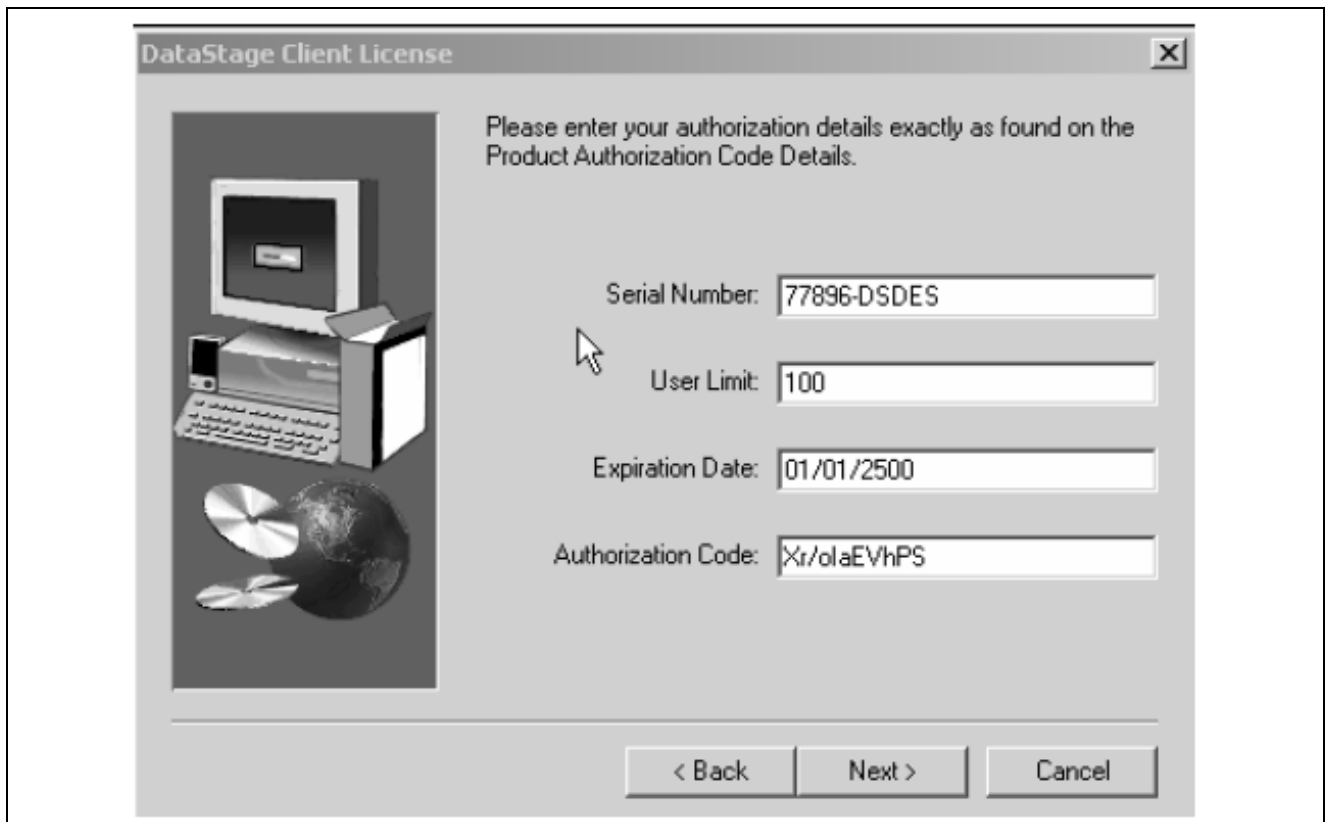 DataStage Client License
Please enter your authorization details exactly as found on the
Product Authorization Code Details.
Serial Number: 77896-DSDES
User Limit: 100
Expiration Date: 01/01/2500
Authorization Code: Xr/olaEVhPS
< Back Next > Cancel